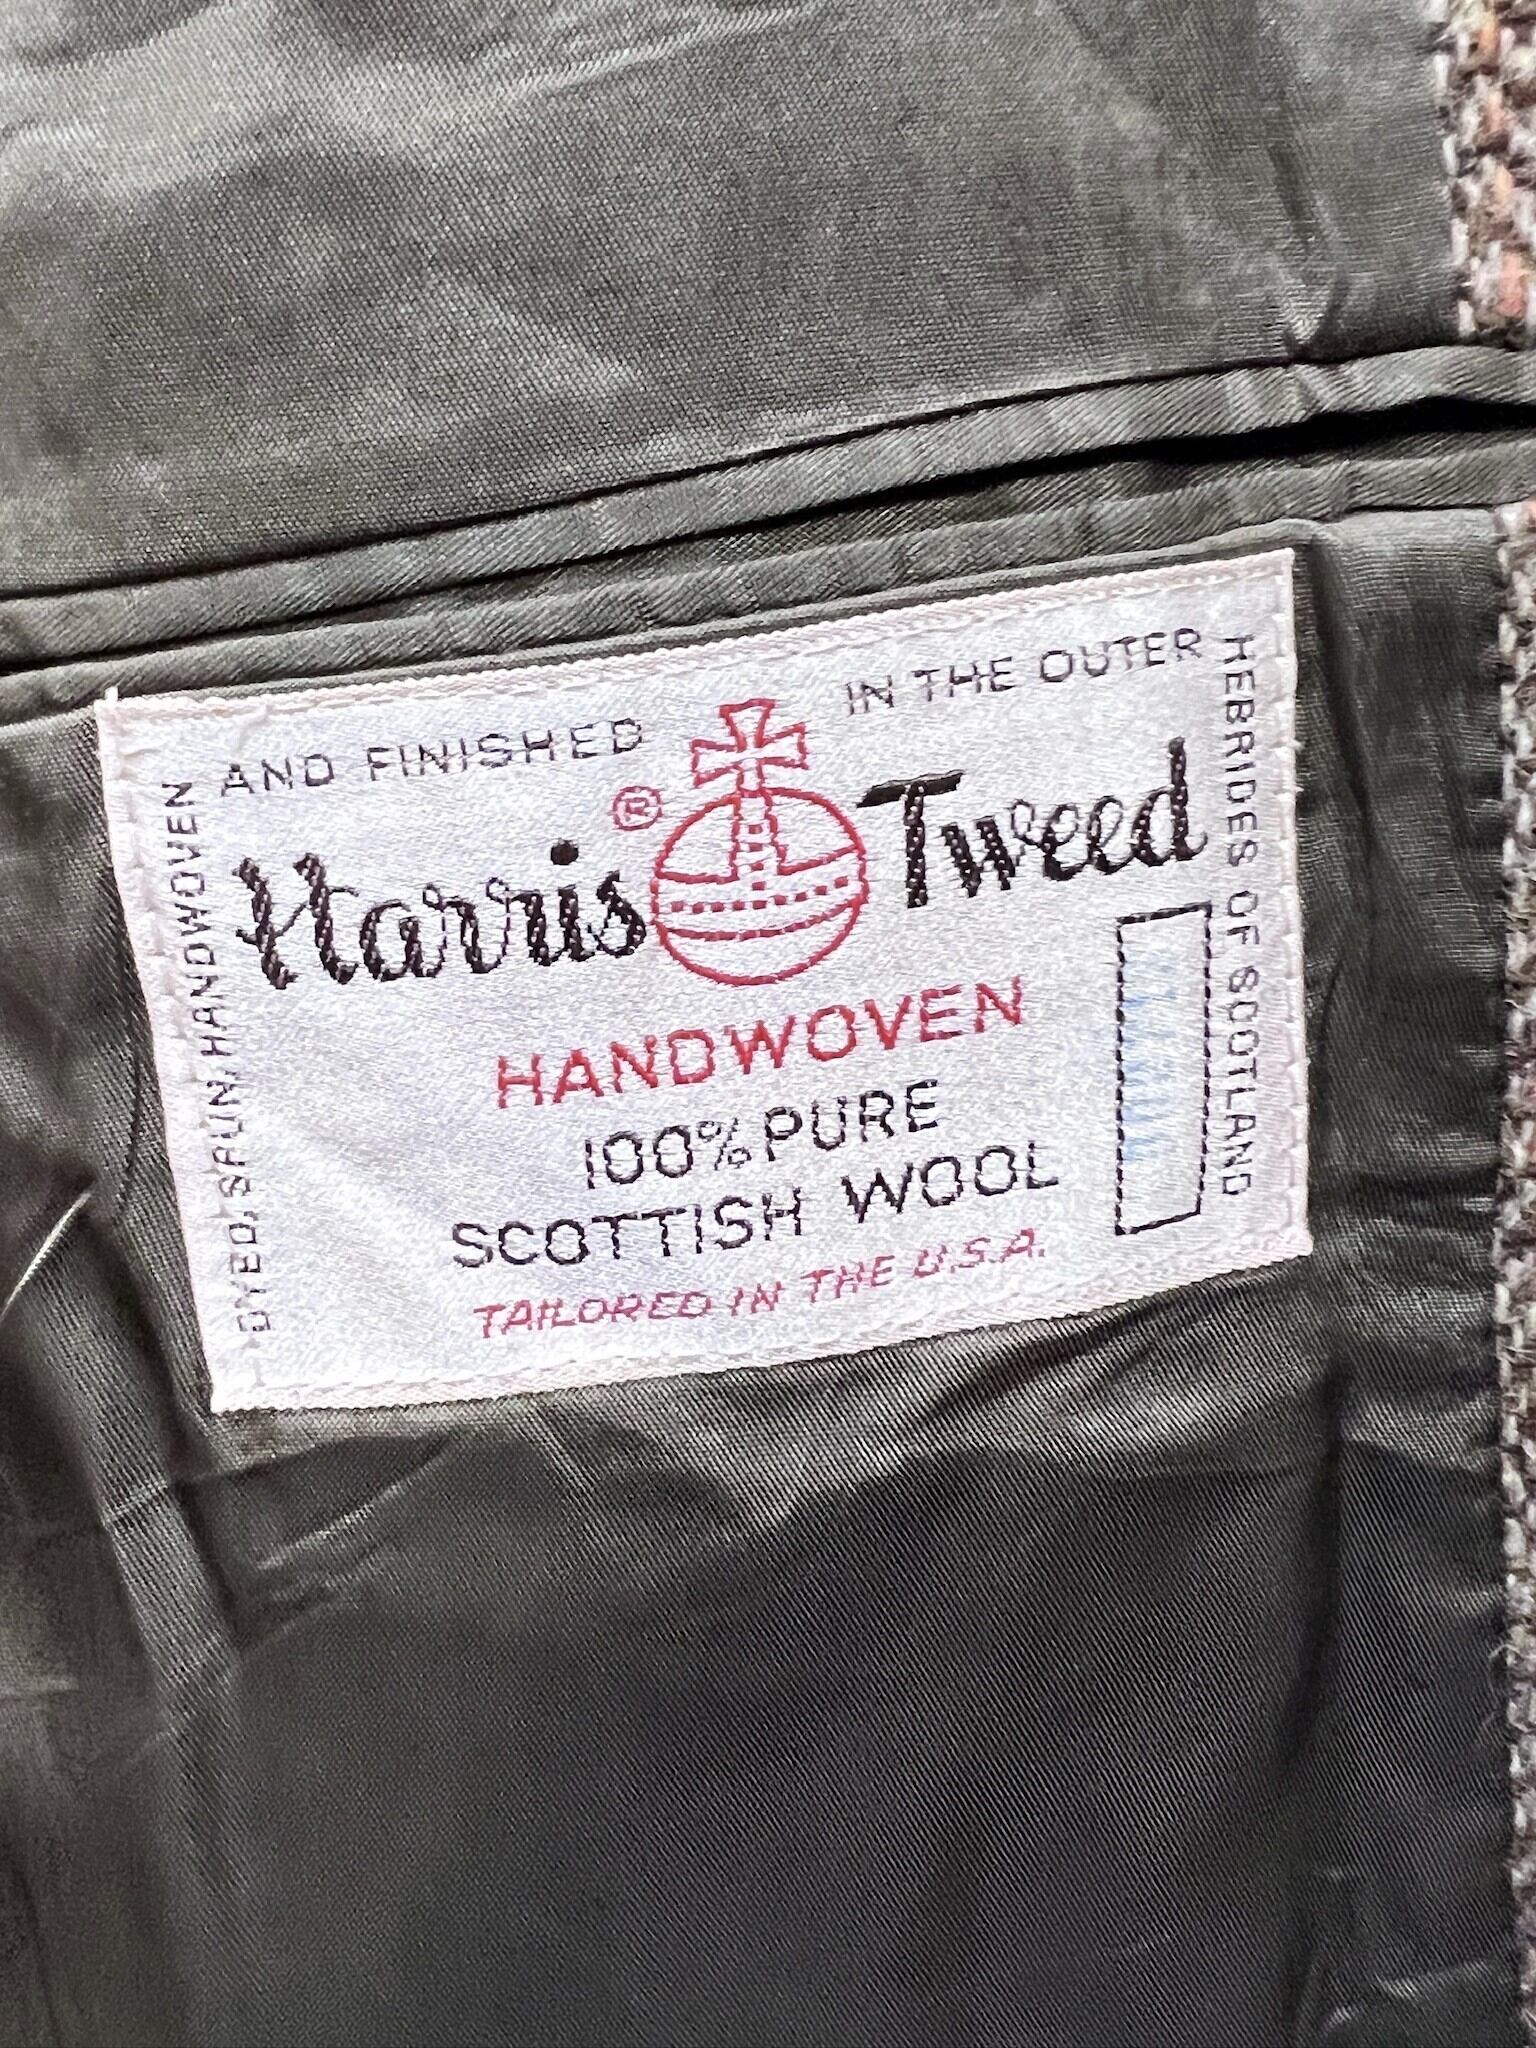 DYED, SPUN, HANDWOVEN
AND FINISHED
IN THE OUTER
HEBRIDES OF SCOTLAND
Harris ® Tweed
HANDWOVEN
100% PURE
SCOTTISH WOOL
TAILORED IN THE U.S.A.